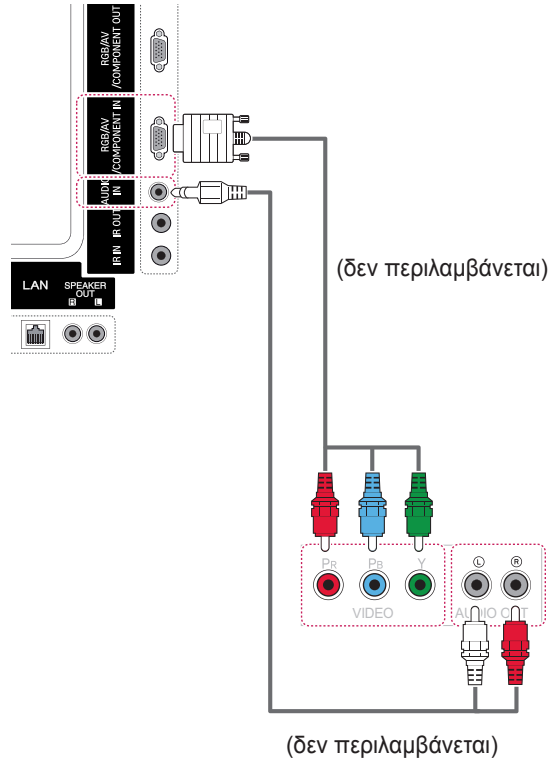 RGB/AV
/COMPONENT OUT
RGB/AV
/COMPONENT IN
AUDIO
IN
IR OUT
IR IN
LAN
SPEAKER
OUT
R L
(δεν περιλαμβάνεται)
PR PB Y
VIDEO
L R
AUDIO OUT
(δεν περιλαμβάνεται)